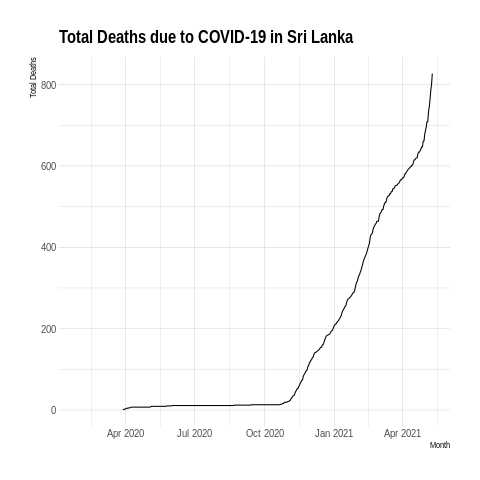 Total Deaths due to COVID-19 in Sri Lanka
Total Deaths
800
600
400
200
0
Apr 2020 Jul 2020 Oct 2020 Jan 2021 Apr 2021
Month